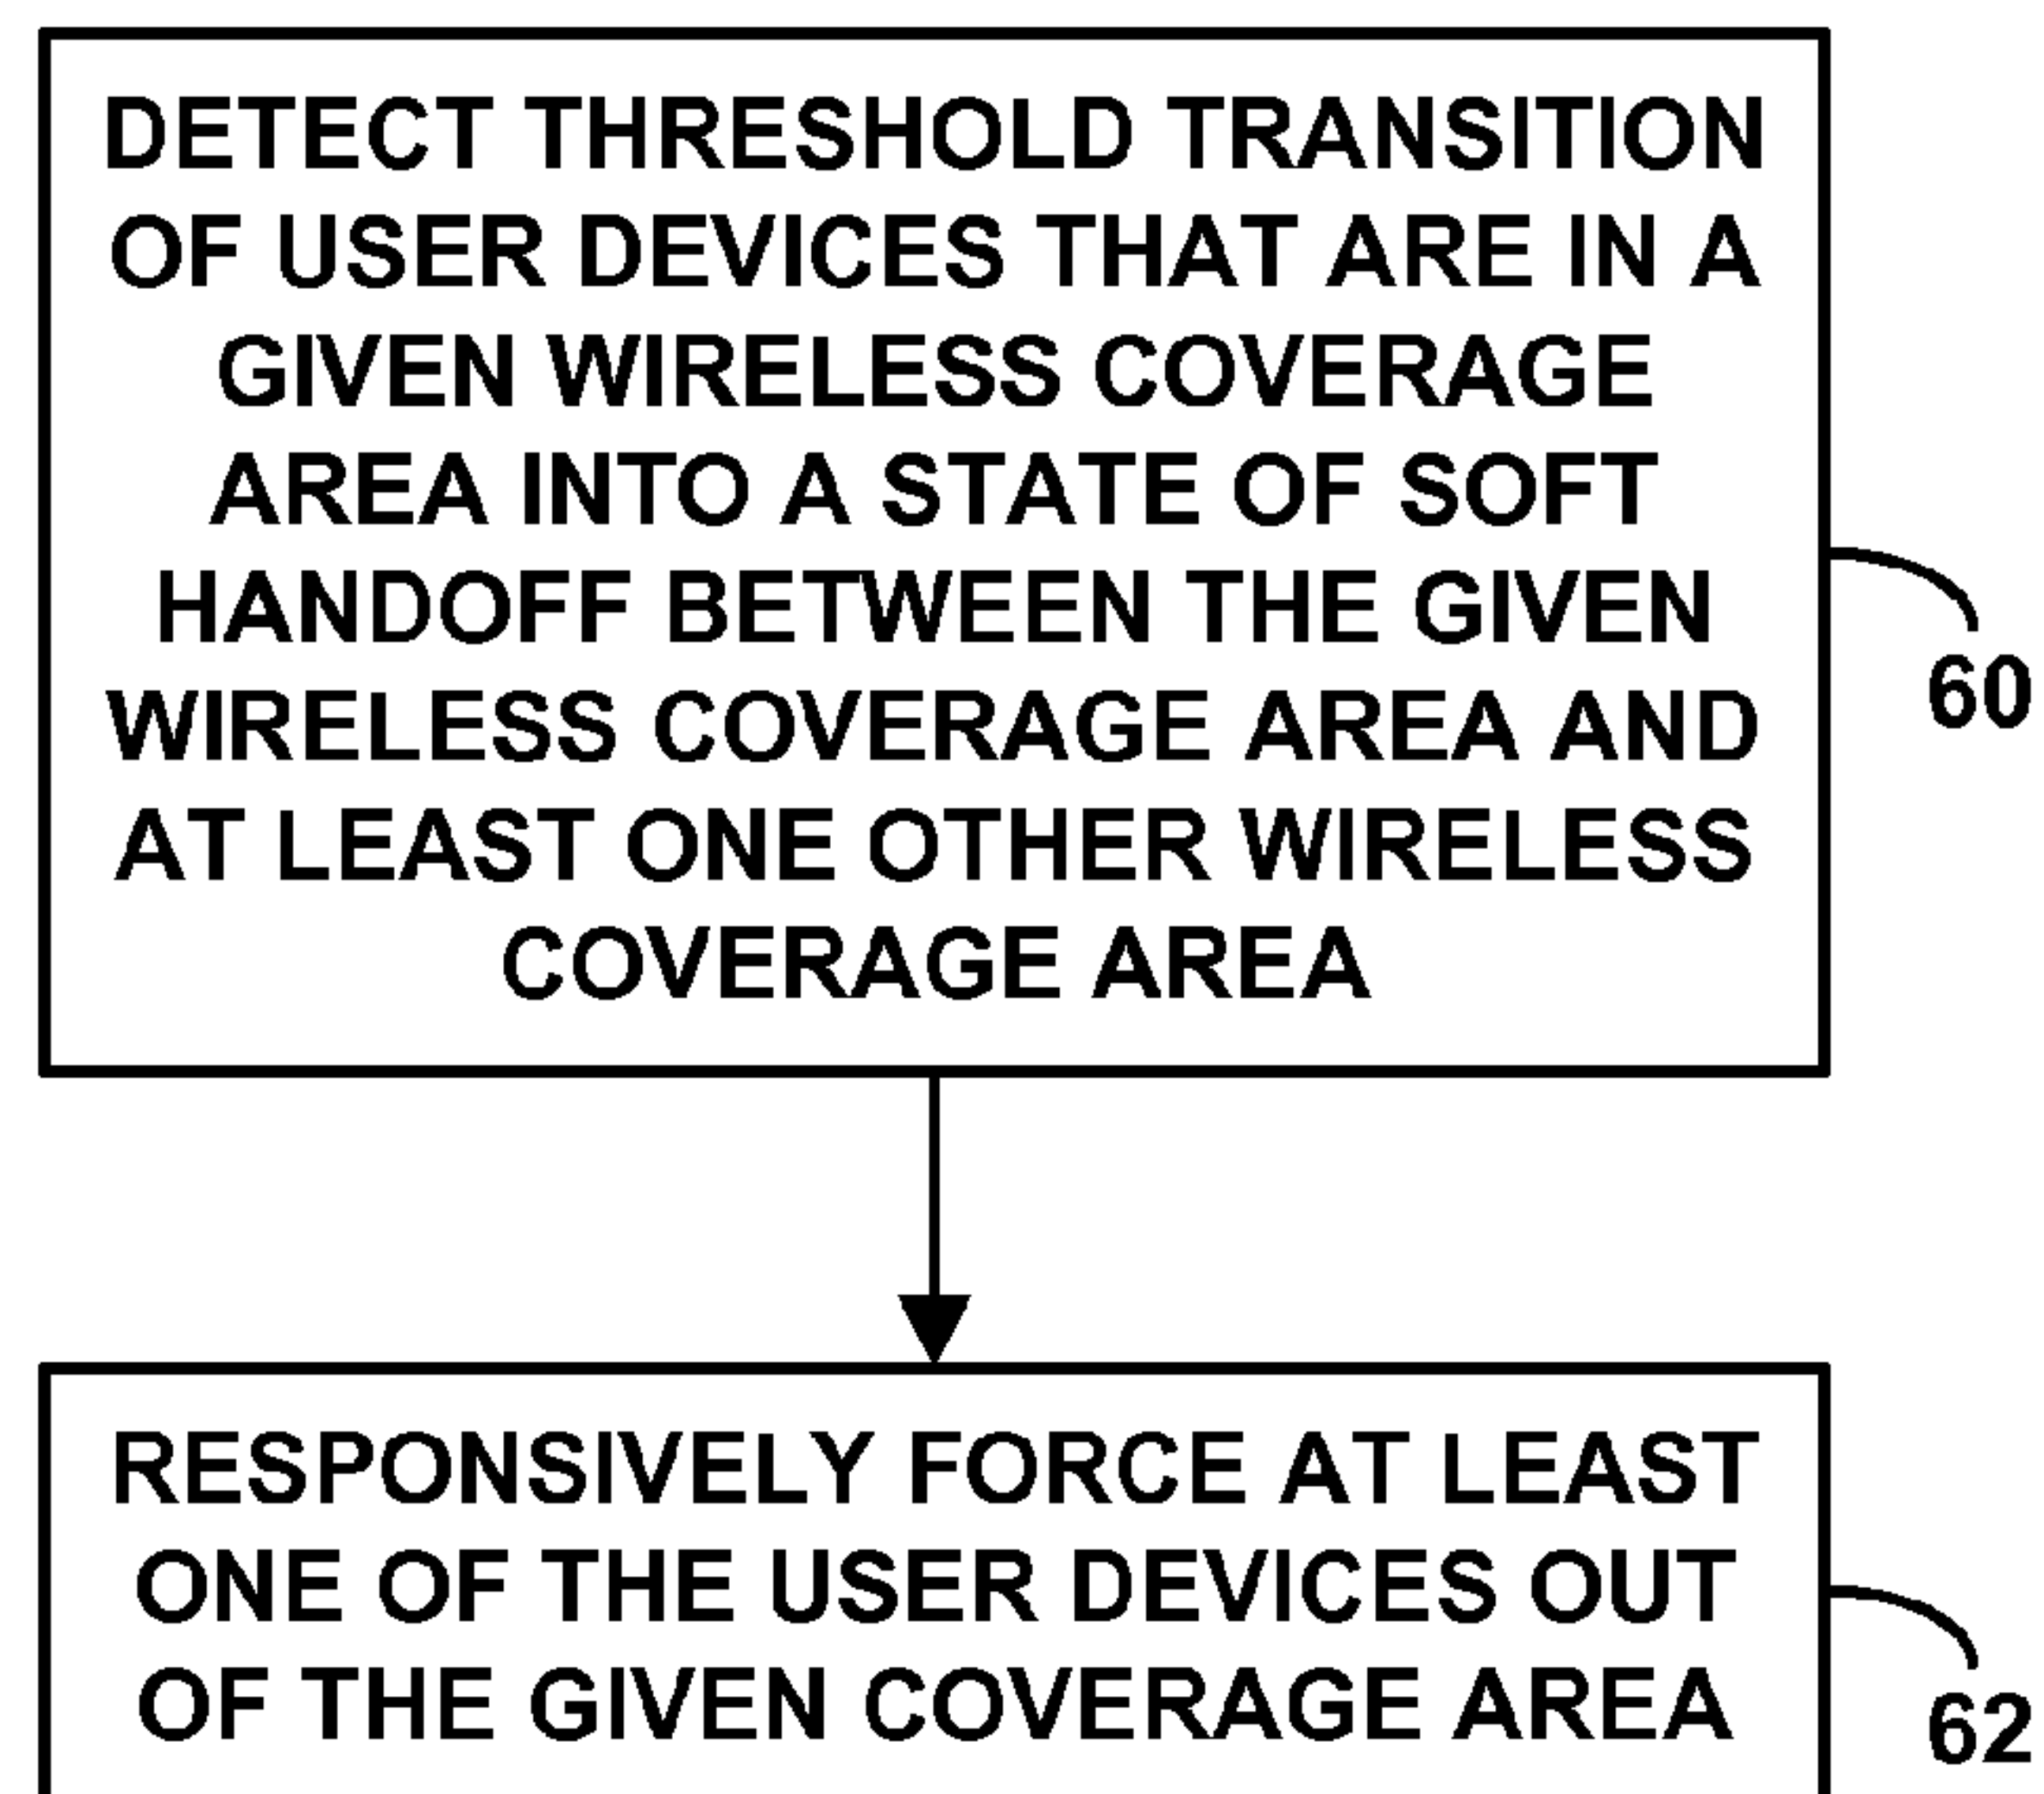 DETECT THRESHOLD TRANSITION
OF USER DEVICES THAT ARE IN A
GIVEN WIRELESS COVERAGE
AREA INTO A STATE OF SOFT
HANDOFF BETWEEN THE GIVEN
WIRELESS COVERAGE AREA AND
AT LEAST ONE OTHER WIRELESS
COVERAGE AREA
60
RESPONSIVELY FORCE AT LEAST
ONE OF THE USER DEVICES OUT
OF THE GIVEN COVERAGE AREA
62